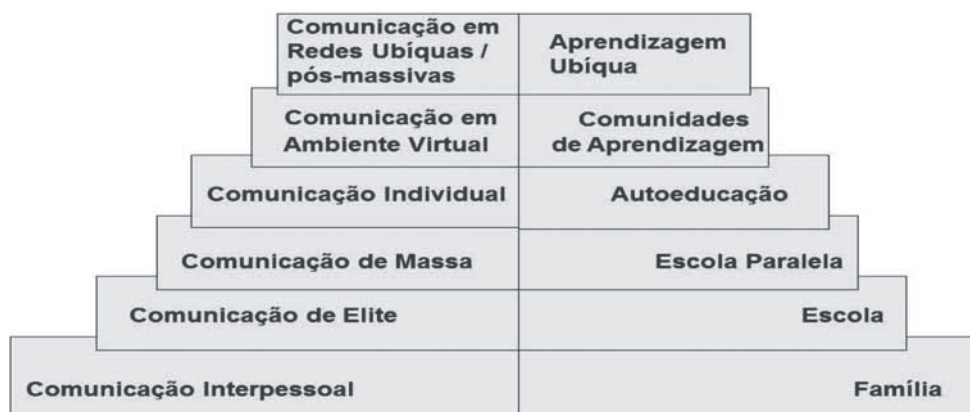 Comunicação em
Redes Ubíquas /
pós-massivas
Aprendizagem
Ubíqua
Comunicação em
Ambiente Virtual
Comunidades
de Aprendizagem
Comunicação Individual
Autoeducação
Comunicação de Massa
Escola Paralela
Comunicação de Elite
Escola
Comunicação Interpessoal
Família